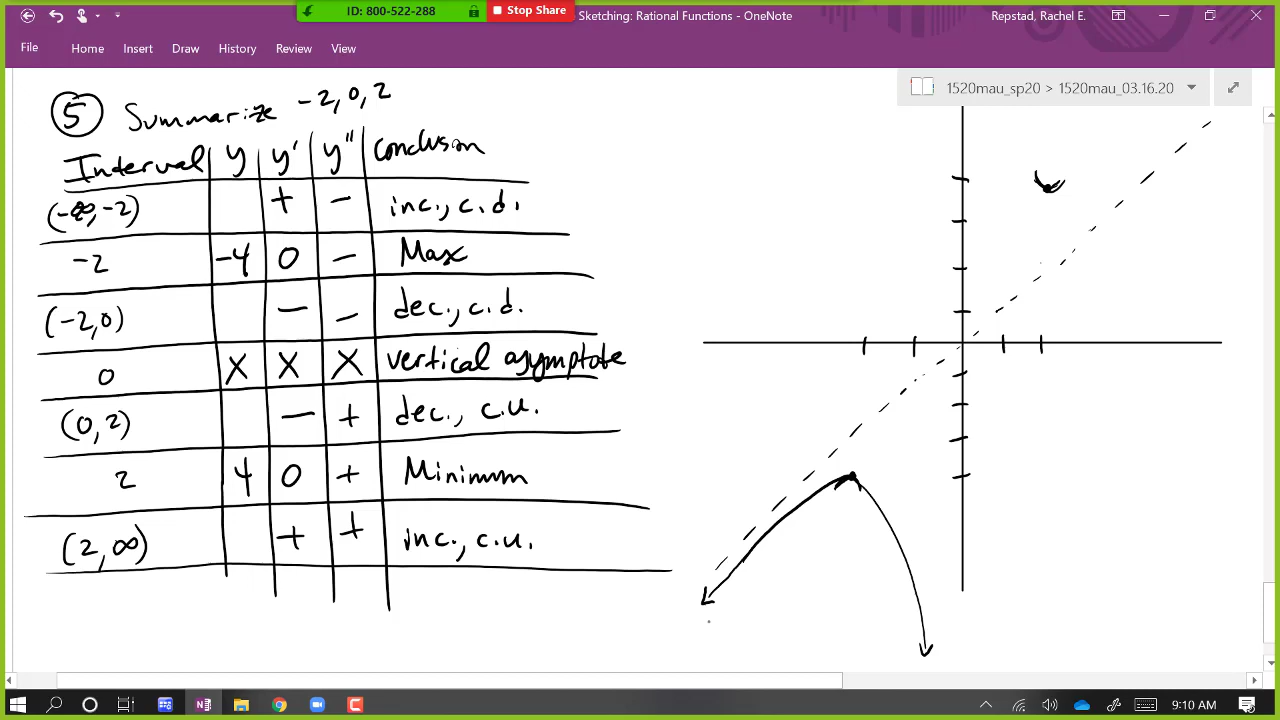 ID: 800-522-288
Stop Share
Sketching: Rational Functions - OneNote
Repstad, Rachel E.
File Home Insert Draw History Review View
1520mau_sp20 > 1520mau_03.16.20
5 Summarize -2, 0, 2
Interval y y' y" Conclusion
(-∞, -2) + - inc., c.d.
-2 -4 0 - Max
(-2, 0) - - dec., c.d.
0 X X X vertical asymptote
(0, 2) - + dec., c.u.
2 4 0 + Minimum
(2, ∞) + + inc., c.u.
9:10 AM